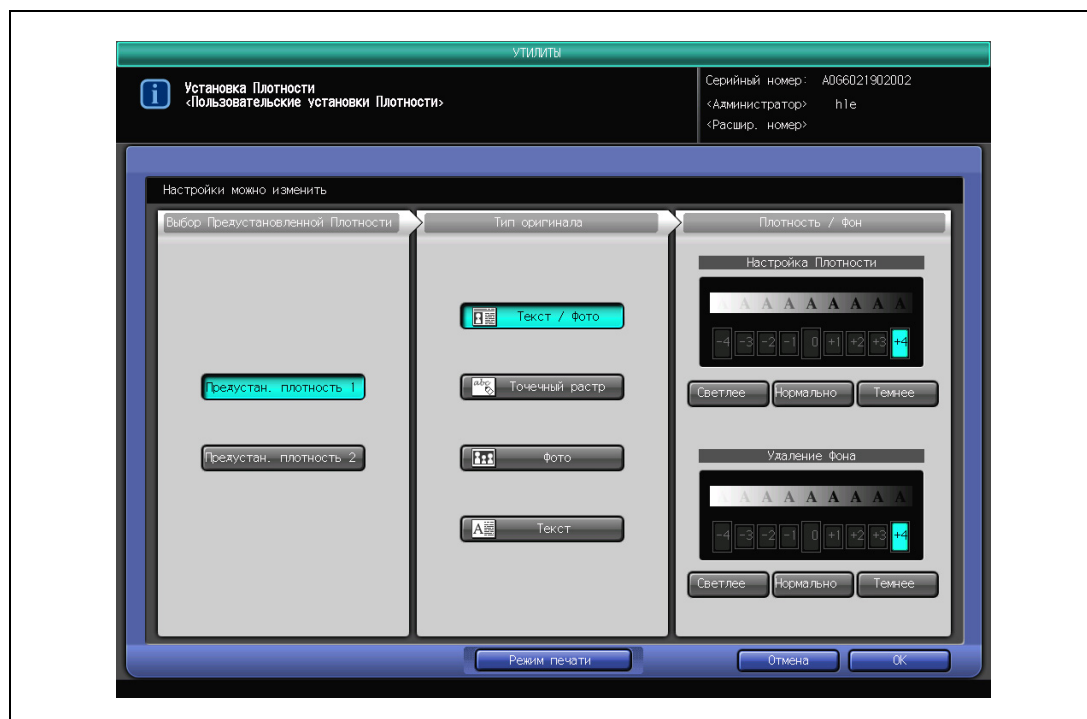 УТИЛИТЫ
Установка Плотности
<Пользовательские установки Плотности>
Серийный номер: A0G6021902002
<Администратор> hle
<Расшир. номер>
Настройки можно изменить
Выбор Предустановленной Плотности
Тип оригинала
Плотность / Фон
Предустан. плотность 1
Предустан. плотность 2
Текст / Фото
abc Точечный растр
Фото
A Текст
Настройка Плотности
A A A A A A A A A
-4 -3 -2 -1 0 +1 +2 +3 +4
Светлее Нормально Темнее
Удаление Фона
A A A A A A A A A
-4 -3 -2 -1 0 +1 +2 +3 +4
Светлее Нормально Темнее
Режим печати
Отмена
OK